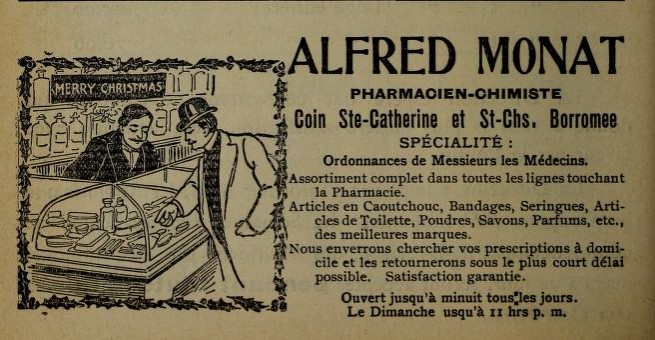 MERRY CHRISTMAS
ALFRED MONAT
PHARMACIEN-CHIMISTE
Coin Ste-Catherine et St-Chs. Borromee
SPÉCIALITÉ :
Ordonnances de Messieurs les Médecins.
Assortiment complet dans toutes les lignes touchant
la Pharmacie.
Articles en Caoutchouc, Bandages, Seringues, Arti-
cles de Toilette, Poudres, Savons, Parfums, etc.,
des meilleures marques.
Nous enverrons chercher vos prescriptions à domi-
cile et les retournerons sous le plus court délai
possible. Satisfaction garantie.
Ouvert jusqu'à minuit tous les jours.
Le Dimanche usqu'à 11 hrs p. m.